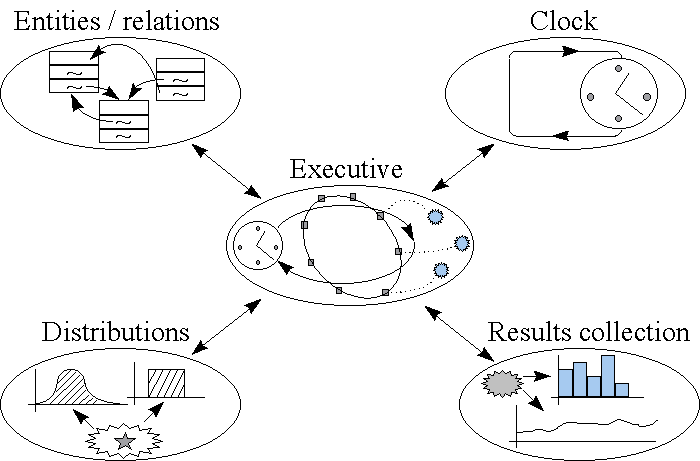 Entities / relations
Clock
Executive
Distributions
Results collection